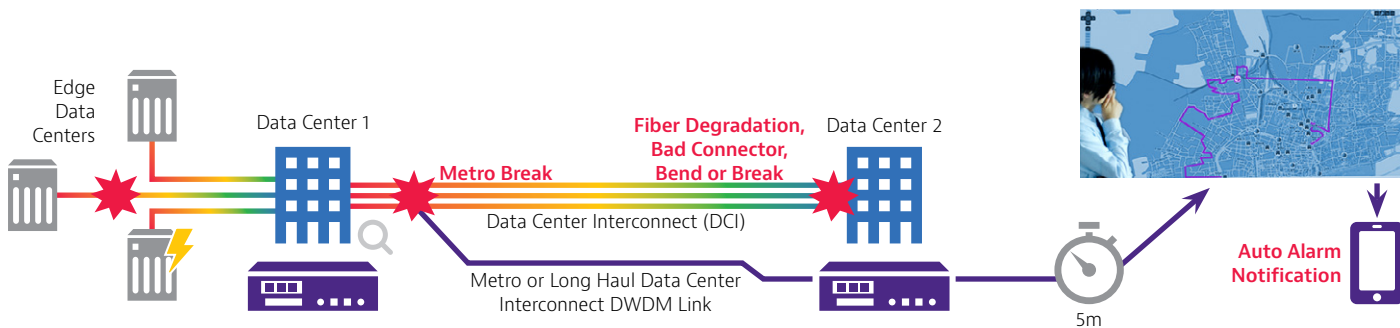 Edge
Data
Centers
Data Center 1
Metro Break
Fiber Degradation,
Bad Connector,
Bend or Break
Data Center 2
Data Center Interconnect (DCI)
Metro or Long Haul Data Center
Interconnect DWDM Link
5m
Auto Alarm
Notification